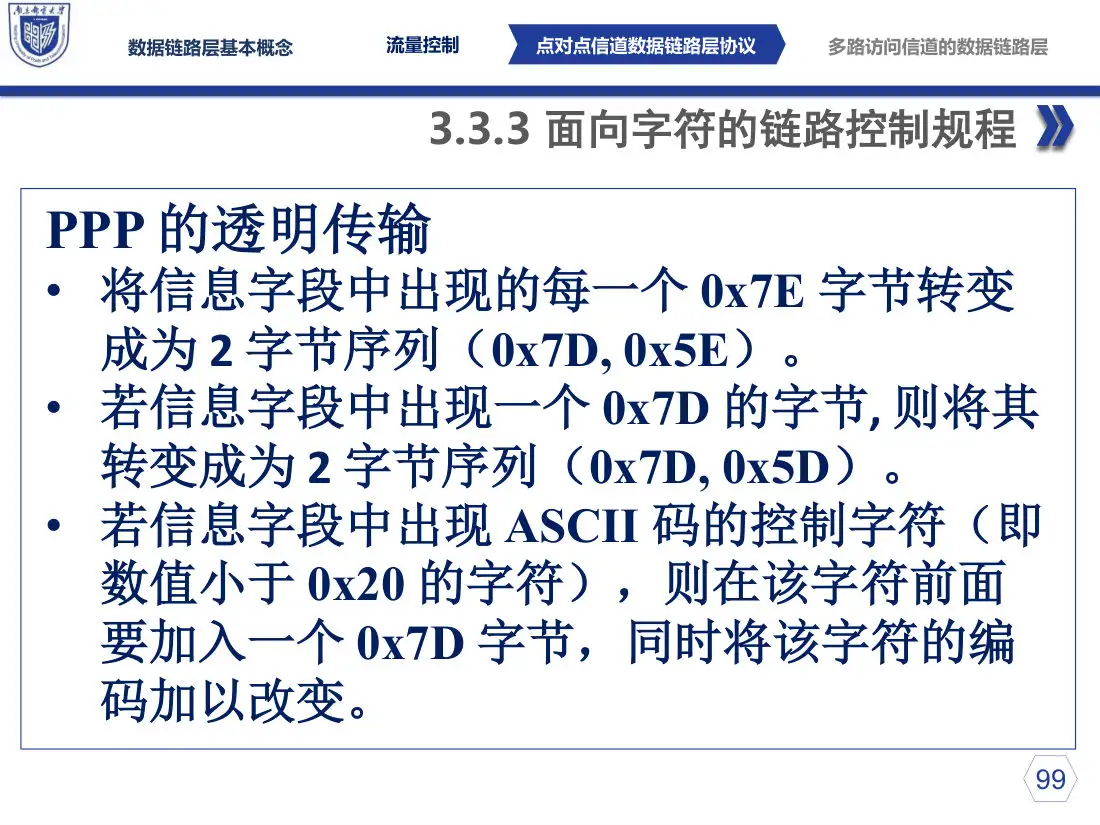 数据链路层基本概念
流量控制
点对点信道数据链路层协议
多路访问信道的数据链路层
3.3.3 面向字符的链路控制规程
PPP 的透明传输
• 将信息字段中出现的每一个 0x7E 字节转变
成为 2 字节序列（0x7D, 0x5E）。
• 若信息字段中出现一个 0x7D 的字节, 则将其
转变成为 2 字节序列（0x7D, 0x5D）。
• 若信息字段中出现 ASCII 码的控制字符（即
数值小于 0x20 的字符），则在该字符前面
要加入一个 0x7D 字节，同时将该字符的编
码加以改变。
99